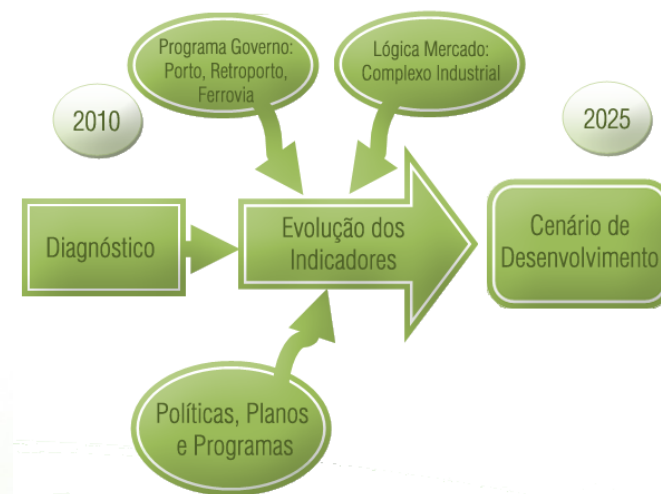 Programa Governo:
Porto, Retroporto,
Ferrovia
Lógica Mercado:
Complexo Industrial
2010
2025
Diagnóstico
Evolução dos
Indicadores
Cenário de
Desenvolvimento
Políticas, Planos
e Programas